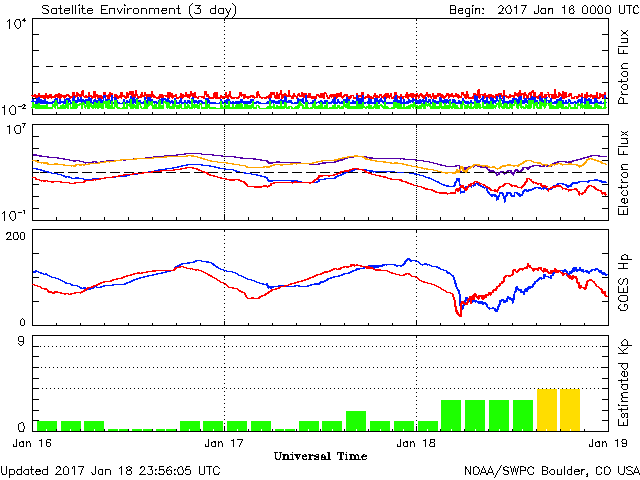 Satellite Environment (3 day)
Begin: 2017 Jan 16 0000 UTC
10^4
10^-2
Proton Flux
10^7
10^-1
Electron Flux
200
0
GOES Hp
9
0
Estimated Kp
Jan 16
Jan 17
Jan 18
Jan 19
Universal Time
Updated 2017 Jan 18 23:56:05 UTC
NOAA/SWPC Boulder, CO USA